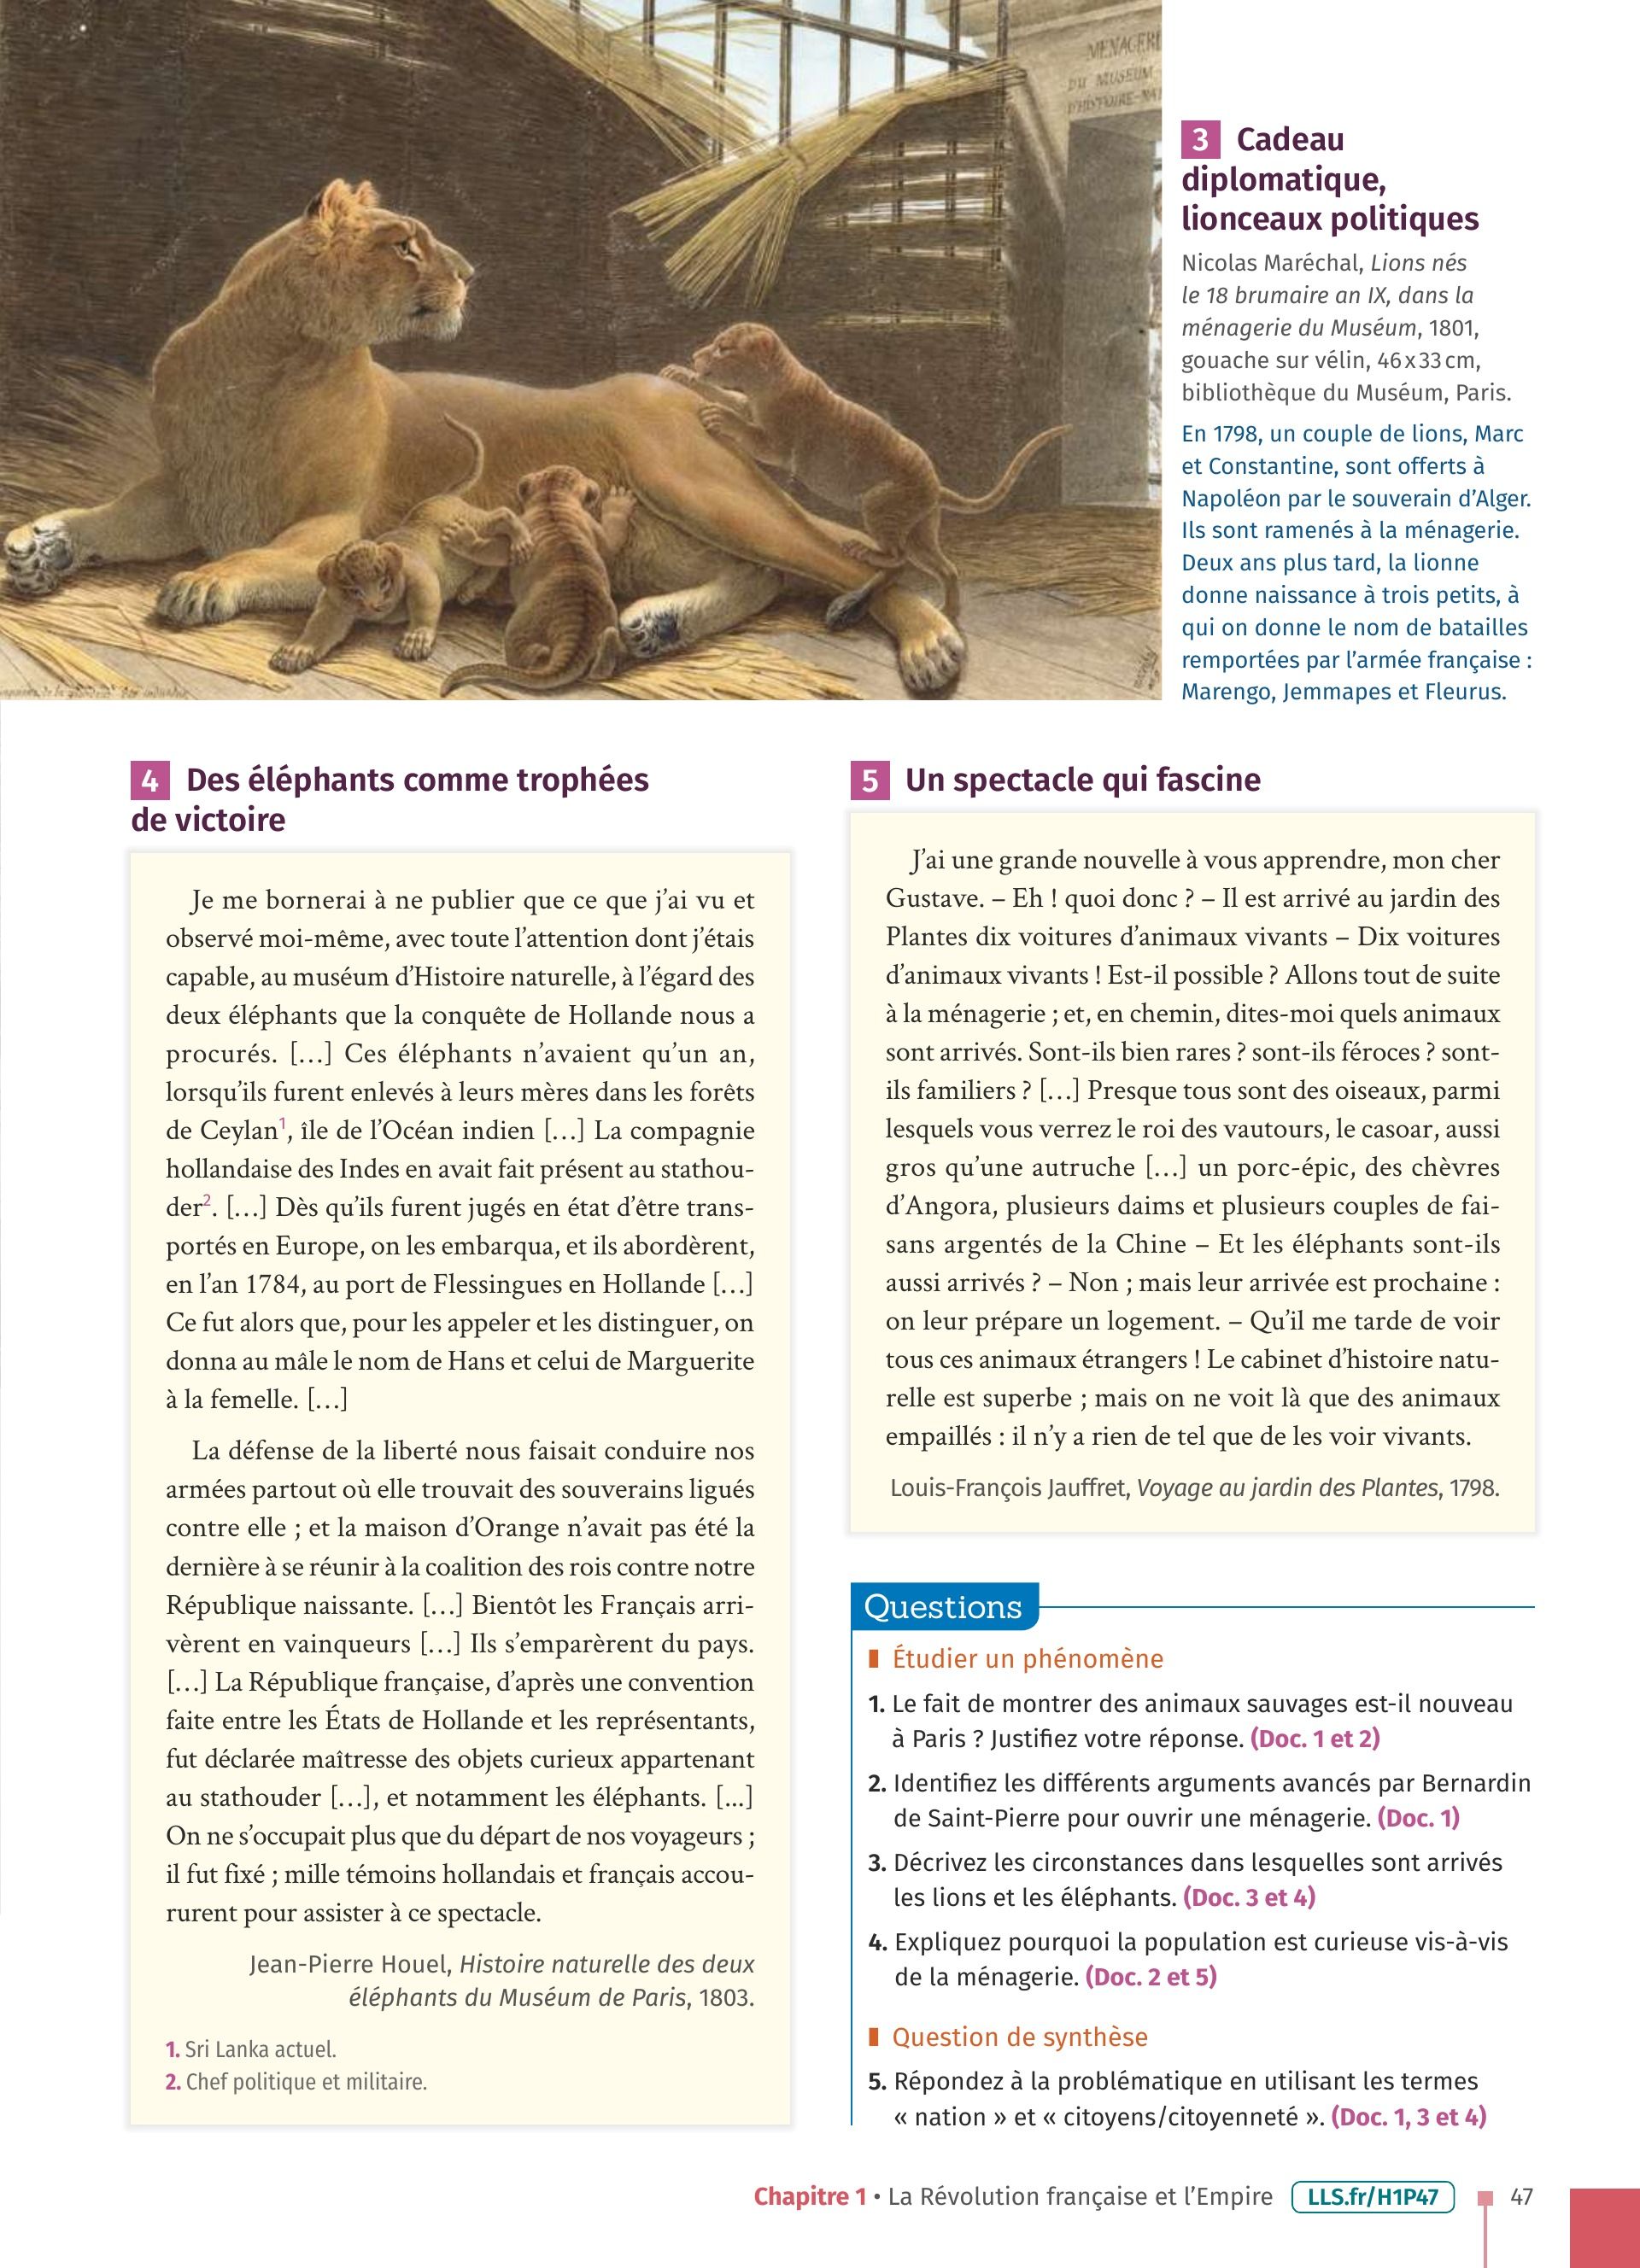 MENAGERI
DU MUSEUM
D'HISTOIRE-NA
3 Cadeau
diplomatique,
lionceaux politiques
Nicolas Maréchal, Lions nés
le 18 brumaire an IX, dans la
ménagerie du Muséum, 1801,
gouache sur vélin, 46 x 33 cm,
bibliothèque du Muséum, Paris.
En 1798, un couple de lions, Marc
et Constantine, sont offerts à
Napoléon par le souverain d’Alger.
Ils sont ramenés à la ménagerie.
Deux ans plus tard, la lionne
donne naissance à trois petits, à
qui on donne le nom de batailles
remportées par l’armée française :
Marengo, Jemmapes et Fleurus.
4 Des éléphants comme trophées
de victoire
Je me bornerai à ne publier que ce que j’ai vu et
observé moi-même, avec toute l’attention dont j’étais
capable, au muséum d’Histoire naturelle, à l’égard des
deux éléphants que la conquête de Hollande nous a
procurés. […] Ces éléphants n’avaient qu’un an,
lorsqu’ils furent enlevés à leurs mères dans les forêts
de Ceylan1, île de l’Océan indien […] La compagnie
hollandaise des Indes en avait fait présent au stathou-
der2. […] Dès qu’ils furent jugés en état d’être trans-
portés en Europe, on les embarqua, et ils abordèrent,
en l’an 1784, au port de Flessingues en Hollande […]
Ce fut alors que, pour les appeler et les distinguer, on
donna au mâle le nom de Hans et celui de Marguerite
à la femelle. […]
La défense de la liberté nous faisait conduire nos
armées partout où elle trouvait des souverains ligués
contre elle ; et la maison d’Orange n’avait pas été la
dernière à se réunir à la coalition des rois contre notre
République naissante. […] Bientôt les Français arri-
vèrent en vainqueurs […] Ils s’emparèrent du pays.
[…] La République française, d’après une convention
faite entre les États de Hollande et les représentants,
fut déclarée maîtresse des objets curieux appartenant
au stathouder […], et notamment les éléphants. [...]
On ne s’occupait plus que du départ de nos voyageurs ;
il fut fixé ; mille témoins hollandais et français accou-
rurent pour assister à ce spectacle.
Jean-Pierre Houel, Histoire naturelle des deux
éléphants du Muséum de Paris, 1803.
1. Sri Lanka actuel.
2. Chef politique et militaire.
5 Un spectacle qui fascine
J’ai une grande nouvelle à vous apprendre, mon cher
Gustave. – Eh ! quoi donc ? – Il est arrivé au jardin des
Plantes dix voitures d’animaux vivants – Dix voitures
d’animaux vivants ! Est-il possible ? Allons tout de suite
à la ménagerie ; et, en chemin, dites-moi quels animaux
sont arrivés. Sont-ils bien rares ? sont-ils féroces ? sont-
ils familiers ? […] Presque tous sont des oiseaux, parmi
lesquels vous verrez le roi des vautours, le casoar, aussi
gros qu’une autruche […] un porc-épic, des chèvres
d’Angora, plusieurs daims et plusieurs couples de fai-
sans argentés de la Chine – Et les éléphants sont-ils
aussi arrivés ? – Non ; mais leur arrivée est prochaine :
on leur prépare un logement. – Qu’il me tarde de voir
tous ces animaux étrangers ! Le cabinet d’histoire natu-
relle est superbe ; mais on ne voit là que des animaux
empaillés : il n’y a rien de tel que de les voir vivants.
Louis-François Jauffret, Voyage au jardin des Plantes, 1798.
Questions
Étudier un phénomène
1. Le fait de montrer des animaux sauvages est-il nouveau
à Paris ? Justifiez votre réponse. (Doc. 1 et 2)
2. Identifiez les différents arguments avancés par Bernardin
de Saint-Pierre pour ouvrir une ménagerie. (Doc. 1)
3. Décrivez les circonstances dans lesquelles sont arrivés
les lions et les éléphants. (Doc. 3 et 4)
4. Expliquez pourquoi la population est curieuse vis-à-vis
de la ménagerie. (Doc. 2 et 5)
Question de synthèse
5. Répondez à la problématique en utilisant les termes
« nation » et « citoyens/citoyenneté ». (Doc. 1, 3 et 4)
Chapitre 1 • La Révolution française et l’Empire LLS.fr/H1P47 47